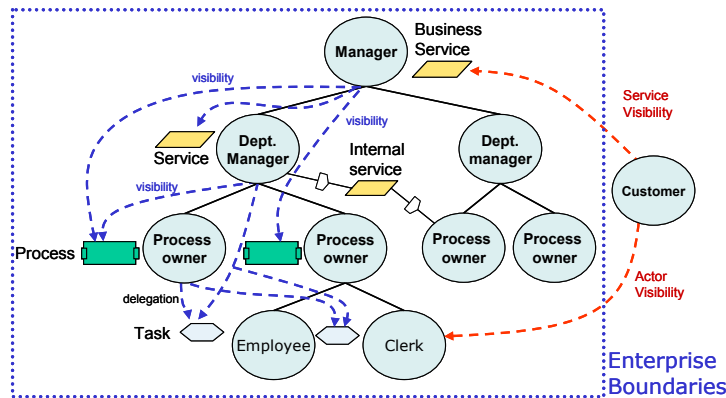 Business
Service
Manager
visibility
Service
Visibility
visibility
Dept.
Manager
Internal
service
Dept.
manager
Service
visibility
Customer
Process
Process
owner
Process
owner
Process
owner
Process
owner
Actor
Visibility
delegation
Task
Employee
Clerk
Enterprise
Boundaries